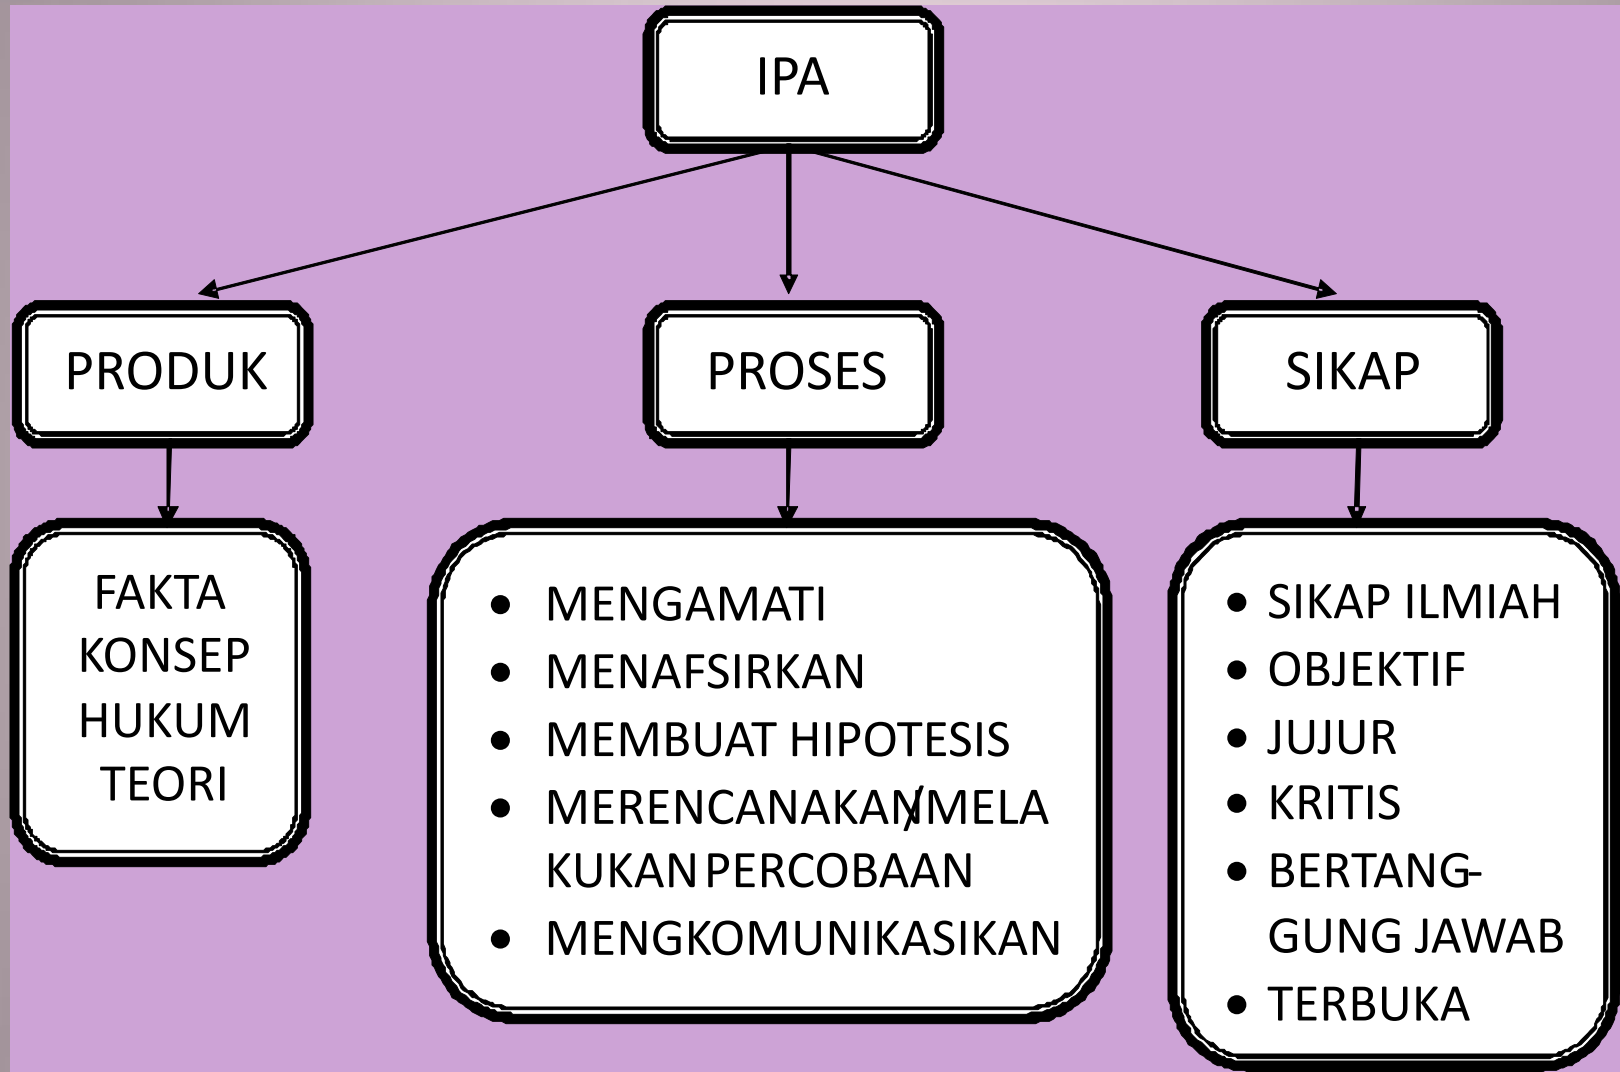 IPA
PRODUK
PROSES
SIKAP
FAKTA
KONSEP
HUKUM
TEORI
• MENGAMATI
• MENAFSIRKAN
• MEMBUAT HIPOTESIS
• MERENCANAKAN/MELA
KUKAN PERCOBAAN
• MENGKOMUNIKASIKAN
• SIKAP ILMIAH
• OBJEKTIF
• JUJUR
• KRITIS
• BERTANG-
GUNG JAWAB
• TERBUKA